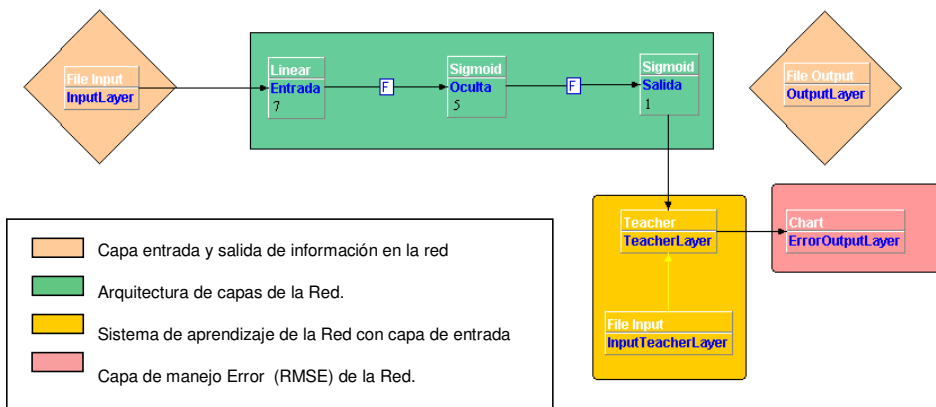 File Input
InputLayer
Linear
Entrada
7
F
Sigmoid
Oculta
5
F
Sigmoid
Salida
1
File Output
OutputLayer
Teacher
TeacherLayer
Chart
ErrorOutputLayer
File Input
InputTeacherLayer
Capa entrada y salida de información en la red
Arquitectura de capas de la Red.
Sistema de aprendizaje de la Red con capa de entrada
Capa de manejo Error (RMSE) de la Red.